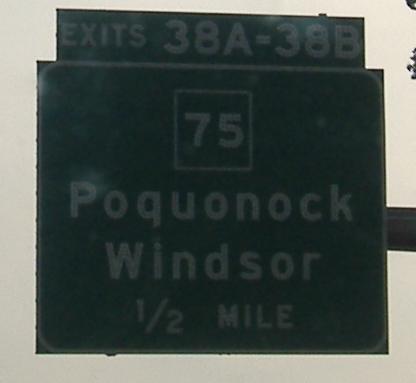 EXITS 38A-38B
75
Poquonock
Windsor
1/2 MILE